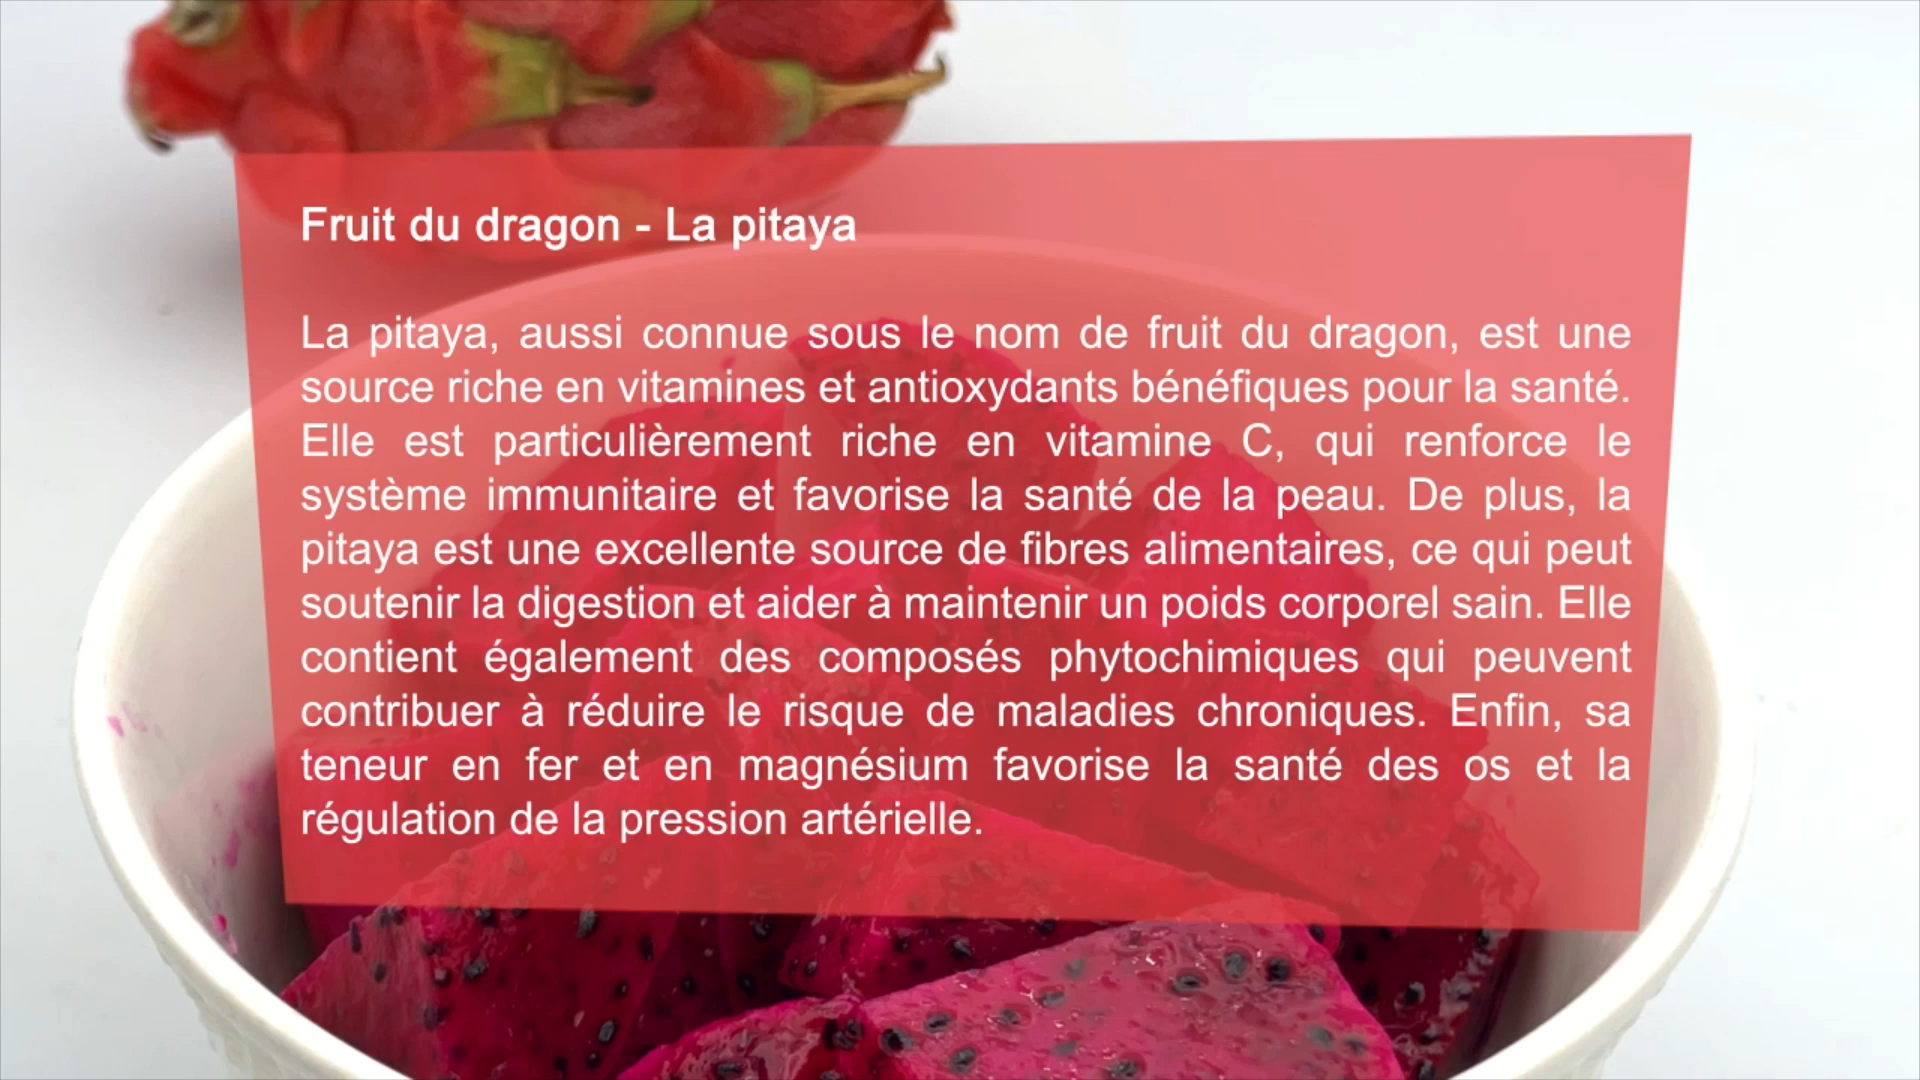 Fruit du dragon - La pitaya
La pitaya, aussi connue sous le nom de fruit du dragon, est une
source riche en vitamines et antioxydants bénéfiques pour la santé.
Elle est particulièrement riche en vitamine C, qui renforce le
système immunitaire et favorise la santé de la peau. De plus, la
pitaya est une excellente source de fibres alimentaires, ce qui peut
soutenir la digestion et aider à maintenir un poids corporel sain. Elle
contient également des composés phytochimiques qui peuvent
contribuer à réduire le risque de maladies chroniques. Enfin, sa
teneur en fer et en magnésium favorise la santé des os et la
régulation de la pression artérielle.